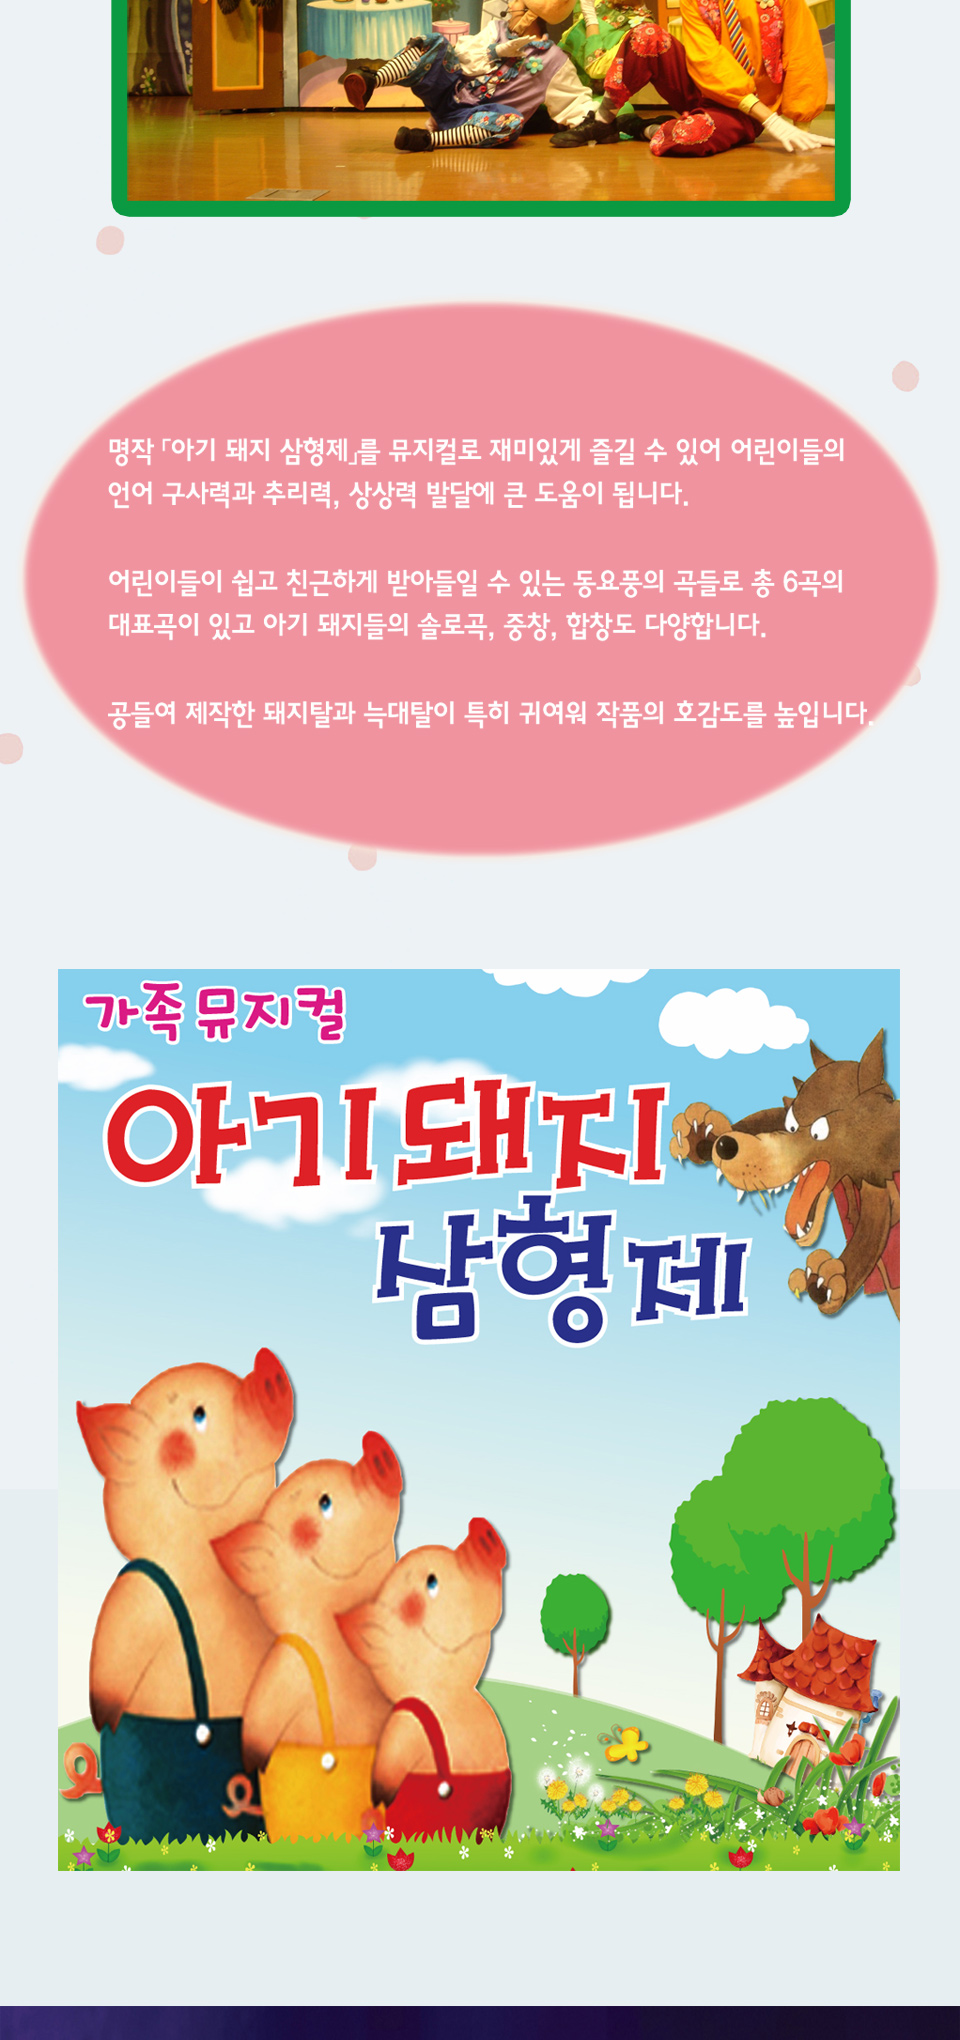 명작 「아기 돼지 삼형제」를 뮤지컬로 재미있게 즐길 수 있어 어린이들의
언어 구사력과 추리력, 상상력 발달에 큰 도움이 됩니다.
어린이들이 쉽고 친근하게 받아들일 수 있는 동요풍의 곡들로 총 6곡의
대표곡이 있고 아기 돼지들의 솔로곡, 중창, 합창도 다양합니다.
공들여 제작한 돼지탈과 늑대탈이 특히 귀여워 작품의 호감도를 높입니다.
가족 뮤지컬
아기돼지
삼형제